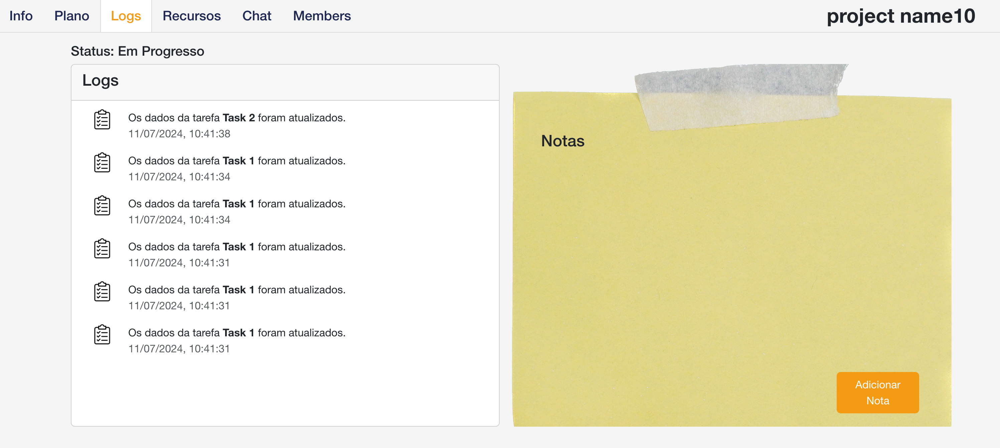 Info Plano Logs Recursos Chat Members project name10
Status: Em Progresso
Logs
Os dados da tarefa Task 2 foram atualizados.
11/07/2024, 10:41:38
Os dados da tarefa Task 1 foram atualizados.
11/07/2024, 10:41:34
Os dados da tarefa Task 1 foram atualizados.
11/07/2024, 10:41:34
Os dados da tarefa Task 1 foram atualizados.
11/07/2024, 10:41:31
Os dados da tarefa Task 1 foram atualizados.
11/07/2024, 10:41:31
Os dados da tarefa Task 1 foram atualizados.
11/07/2024, 10:41:31
Notas
Adicionar
Nota